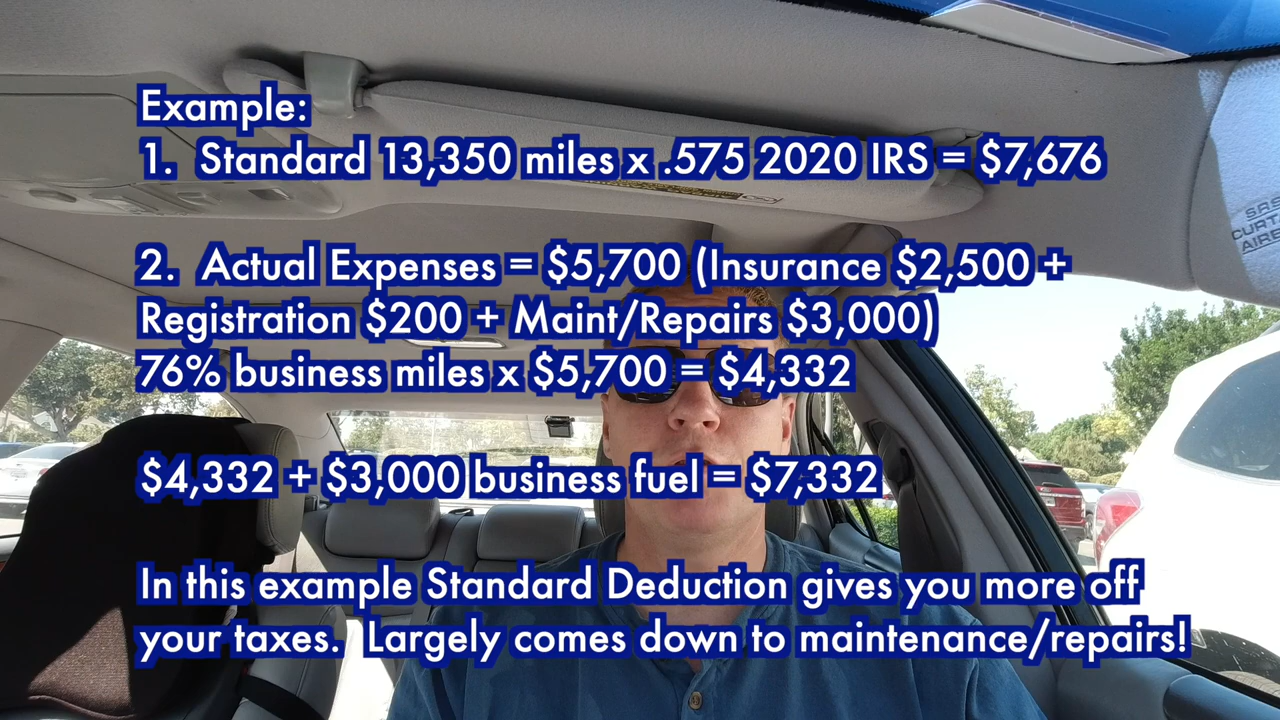 Example:
1. Standard 13,350 miles x .575 2020 IRS = $7,676
2. Actual Expenses = $5,700 (Insurance $2,500 +
Registration $200 + Maint/Repairs $3,000)
76% business miles x $5,700 = $4,332
$4,332 + $3,000 business fuel = $7,332
In this example Standard Deduction gives you more off
your taxes. Largely comes down to maintenance/repairs!
SRS